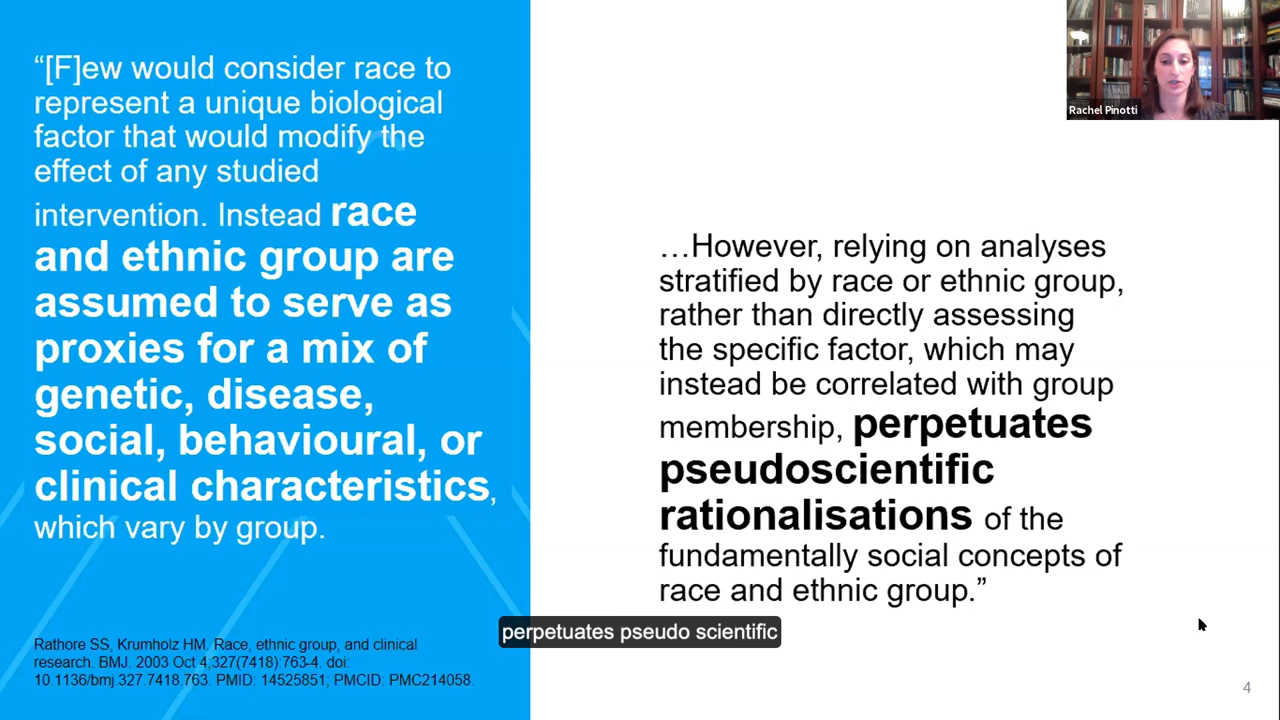 “[F]ew would consider race to
represent a unique biological
factor that would modify the
effect of any studied
intervention. Instead race
and ethnic group are
assumed to serve as
proxies for a mix of
genetic, disease,
social, behavioural, or
clinical characteristics,
which vary by group.
Rathore SS, Krumholz HM. Race, ethnic group, and clinical
research. BMJ. 2003 Oct 4;327(7418):763-4. doi:
10.1136/bmj.327.7418.763. PMID: 14525851; PMCID: PMC214058.
Rachel Pinotti
…However, relying on analyses
stratified by race or ethnic group,
rather than directly assessing
the specific factor, which may
instead be correlated with group
membership, perpetuates
pseudoscientific
rationalisations of the
fundamentally social concepts of
race and ethnic group.”
perpetuates pseudo scientific
4